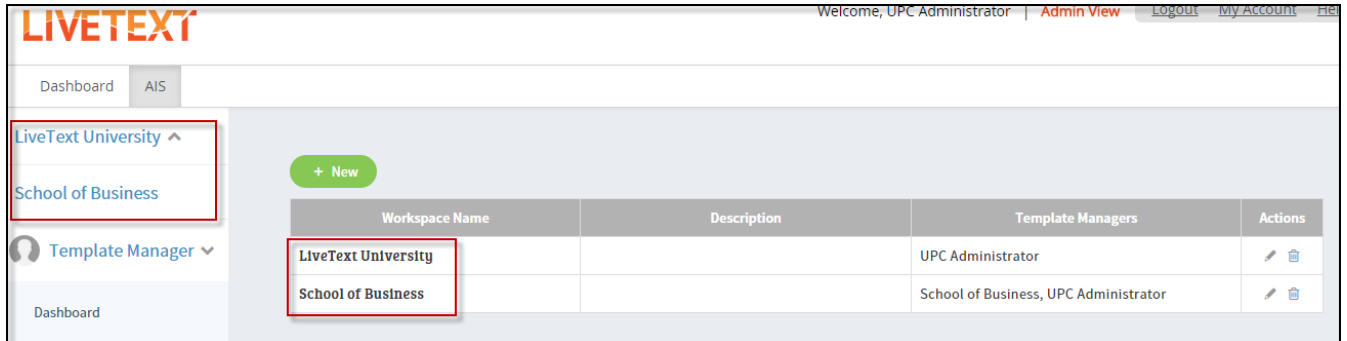 LIVETEXT
Welcome, UPC Administrator | Admin View Logout My Account
Dashboard AIS
LiveText University
School of Business
Template Manager
Dashboard
+ New
Workspace Name Description Template Managers Actions
LiveText University UPC Administrator
School of Business School of Business, UPC Administrator